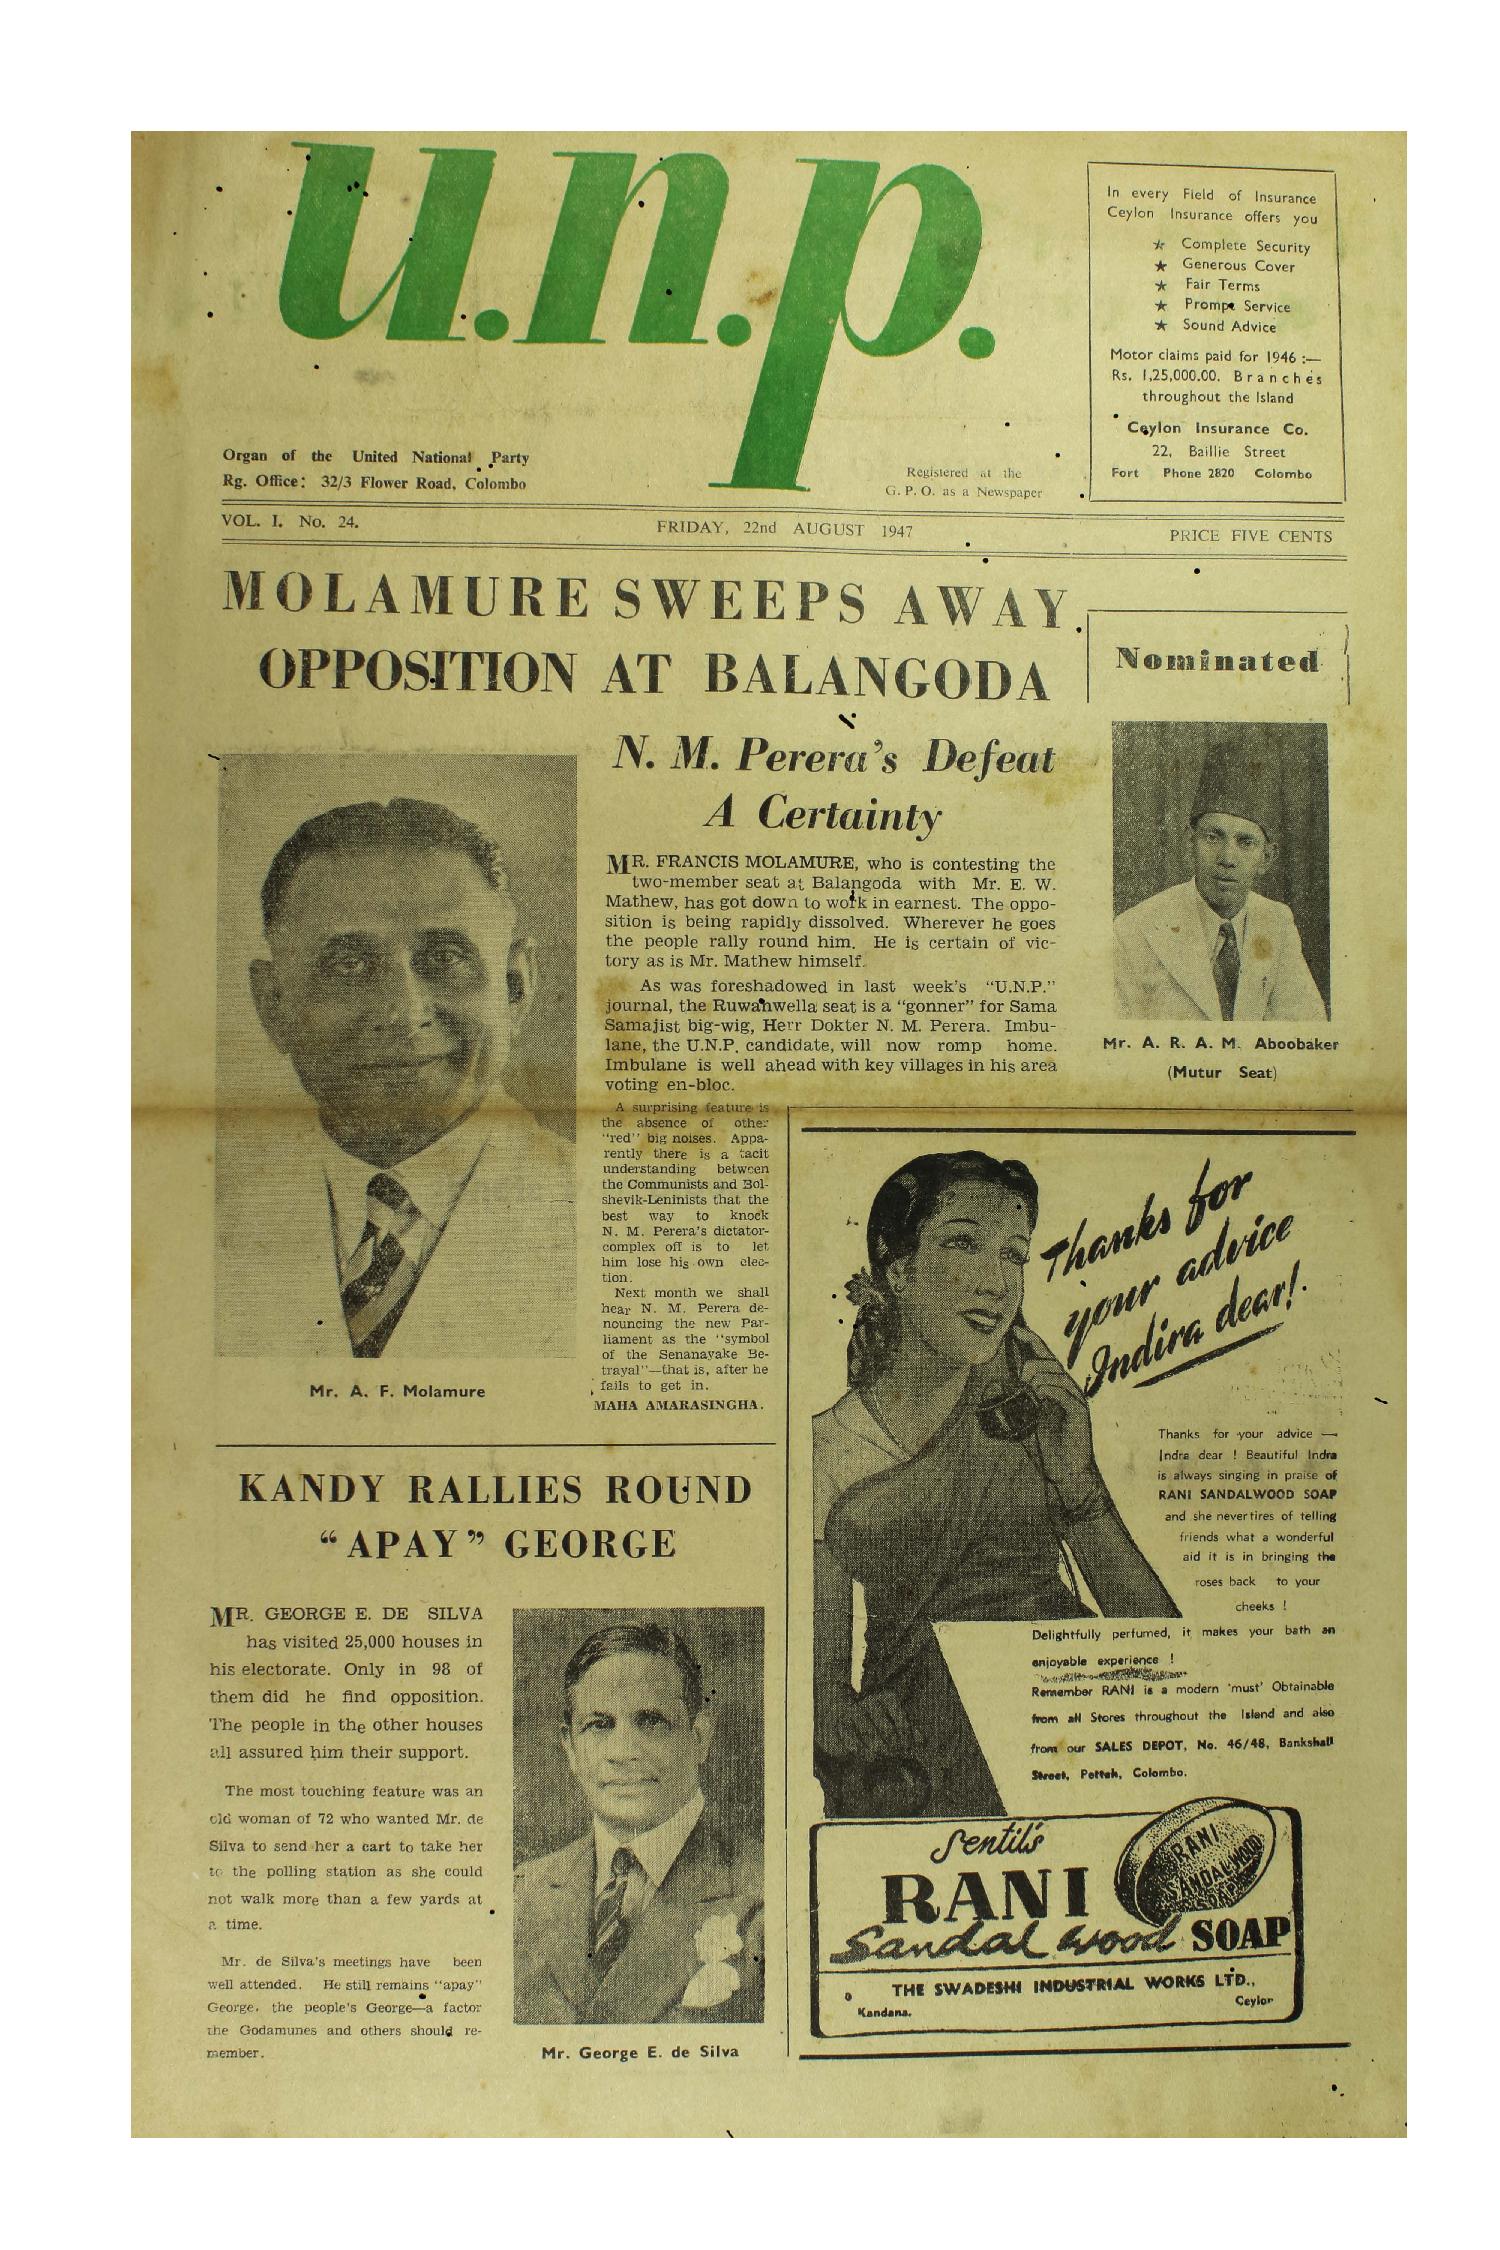 u.n.p.
Organ of the United National Party
Rg. Office: 32/3 Flower Road, Colombo
Registered at the
G. P. O. as a Newspaper
In every Field of Insurance
Ceylon Insurance offers you
★ Complete Security
★ Generous Cover
★ Fair Terms
★ Prompt Service
★ Sound Advice
Motor claims paid for 1946 :—
Rs. 1,25,000.00. Branches
throughout the Island
Ceylon Insurance Co.
22, Baillie Street
Fort Phone 2820 Colombo
VOL. I. No. 24.
FRIDAY, 22nd AUGUST 1947
PRICE FIVE CENTS
MOLAMURE SWEEPS AWAY
OPPOSITION AT BALANGODA
N. M. Perera's Defeat
A Certainty
MR. FRANCIS MOLAMURE, who is contesting the
two-member seat at Balangoda with Mr. E. W.
Mathew, has got down to work in earnest. The oppo-
sition is being rapidly dissolved. Wherever he goes
the people rally round him. He is certain of vic-
tory as is Mr. Mathew himself.
As was foreshadowed in last week's "U.N.P."
journal, the Ruwanwella seat is a "gonner" for Sama
Samajist big-wig, Herr Dokter N. M. Perera. Imbu-
lane, the U.N.P. candidate, will now romp home.
Imbulane is well ahead with key villages in his area
voting en-bloc.
A surprising feature is
the absence of other
"red" big noises. Appa-
rently there is a tacit
understanding between
the Communists and Bol-
shevik-Leninists that the
best way to knock
N. M. Perera's dictator-
complex off is to let
him lose his own elec-
tion.
Next month we shall
hear N. M. Perera de-
nouncing the new Par-
liament as the "symbol
of the Senanayake Be-
trayal"—that is, after he
fails to get in.
MAHA AMARASINGHA.
Mr. A. F. Molamure
Nominated
Mr. A. R. A. M. Aboobaker
(Mutur Seat)
KANDY RALLIES ROUND
"APAY" GEORGE
MR. GEORGE E. DE SILVA
has visited 25,000 houses in
his electorate. Only in 98 of
them did he find opposition.
The people in the other houses
all assured him their support.
The most touching feature was an
old woman of 72 who wanted Mr. de
Silva to send her a cart to take her
to the polling station as she could
not walk more than a few yards at
a time.
Mr. de Silva's meetings have been
well attended. He still remains "apay"
George, the people's George—a factor
the Godamunes and others should re-
member.
Mr. George E. de Silva
Thanks for
your advice
Indira dear!
Thanks for your advice —
Indra dear ! Beautiful Indra
is always singing in praise of
RANI SANDALWOOD SOAP
and she never tires of telling
friends what a wonderful
aid it is in bringing the
roses back to your
cheeks !
Delightfully perfumed, it makes your bath an
enjoyable experience !
Remember RANI is a modern 'must' Obtainable
from all Stores throughout the Island and also
from our SALES DEPOT, No. 46/48, Bankshall
Street, Pettah, Colombo.
Sentil's
RANI
Sandal wood SOAP
RANI
SANDALWOOD
SOAP
THE SWADESHI INDUSTRIAL WORKS LTD.,
Kandana. Ceylon